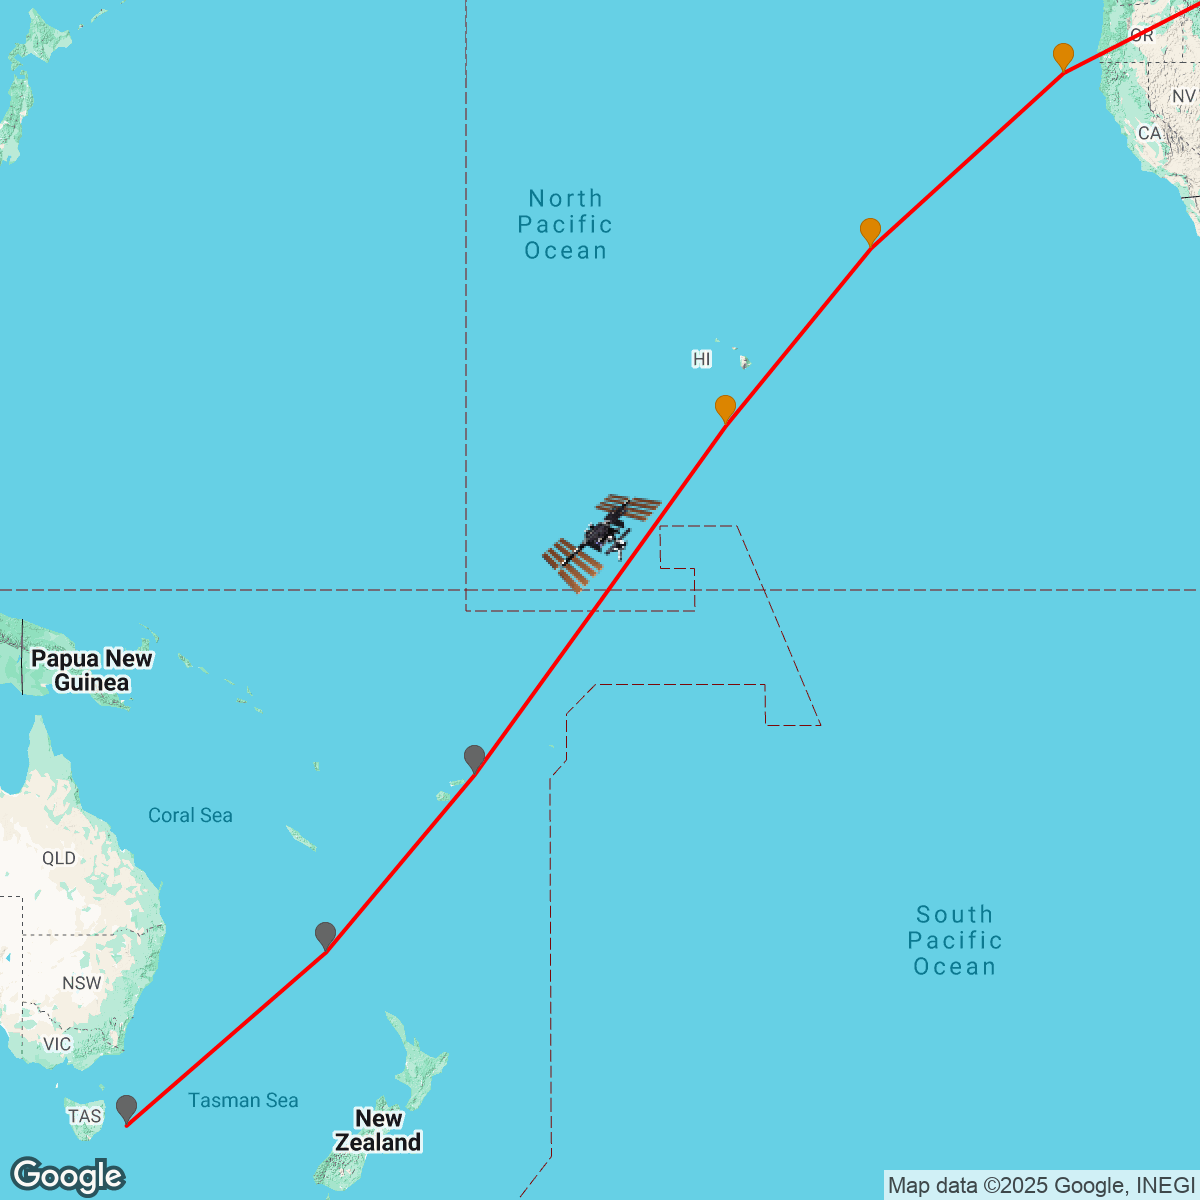 OR
NV
CA
North
Pacific
Ocean
HI
Papua New
Guinea
Coral Sea
QLD
South
Pacific
Ocean
NSW
VIC
Tasman Sea
TAS
New
Zealand
Google
Map data ©2025 Google, INEGI